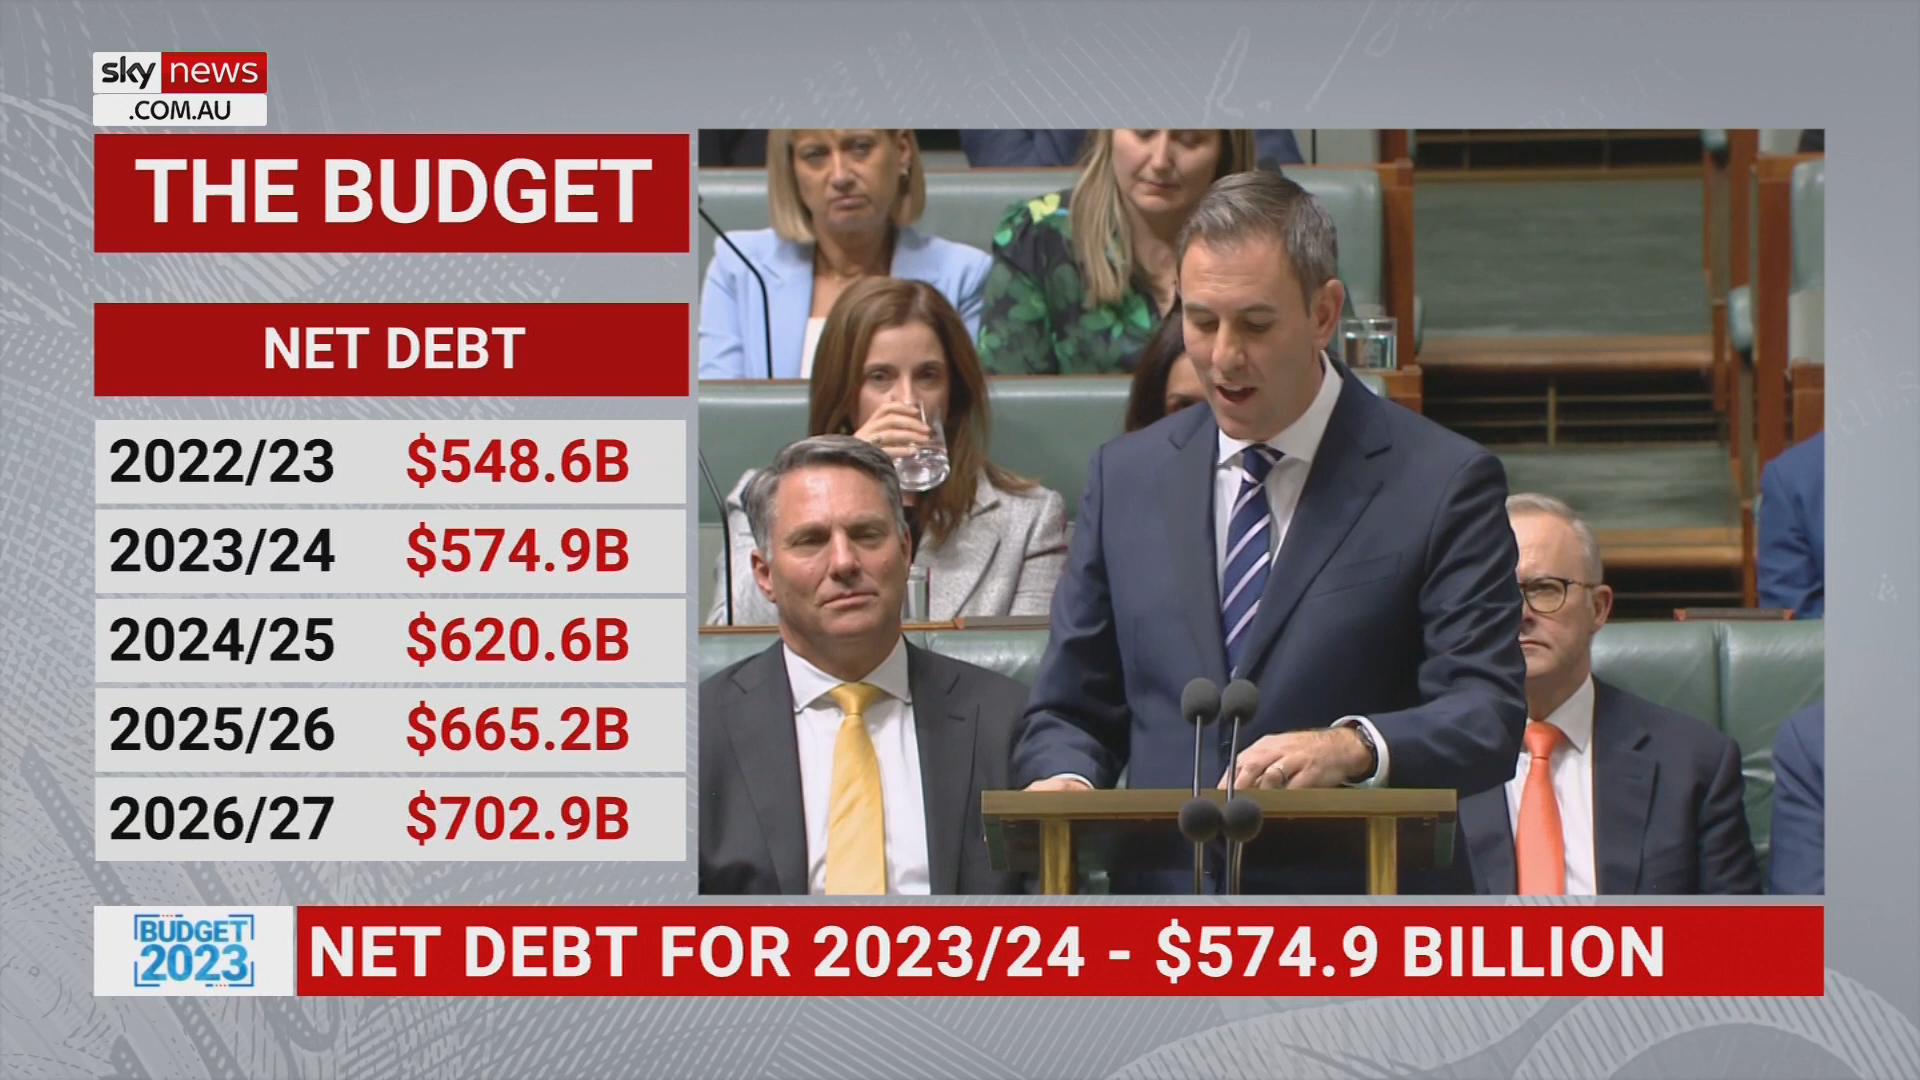 sky news
.COM.AU
THE BUDGET
NET DEBT
2022/23 $548.6B
2023/24 $574.9B
2024/25 $620.6B
2025/26 $665.2B
2026/27 $702.9B
BUDGET
2023
NET DEBT FOR 2023/24 - $574.9 BILLION